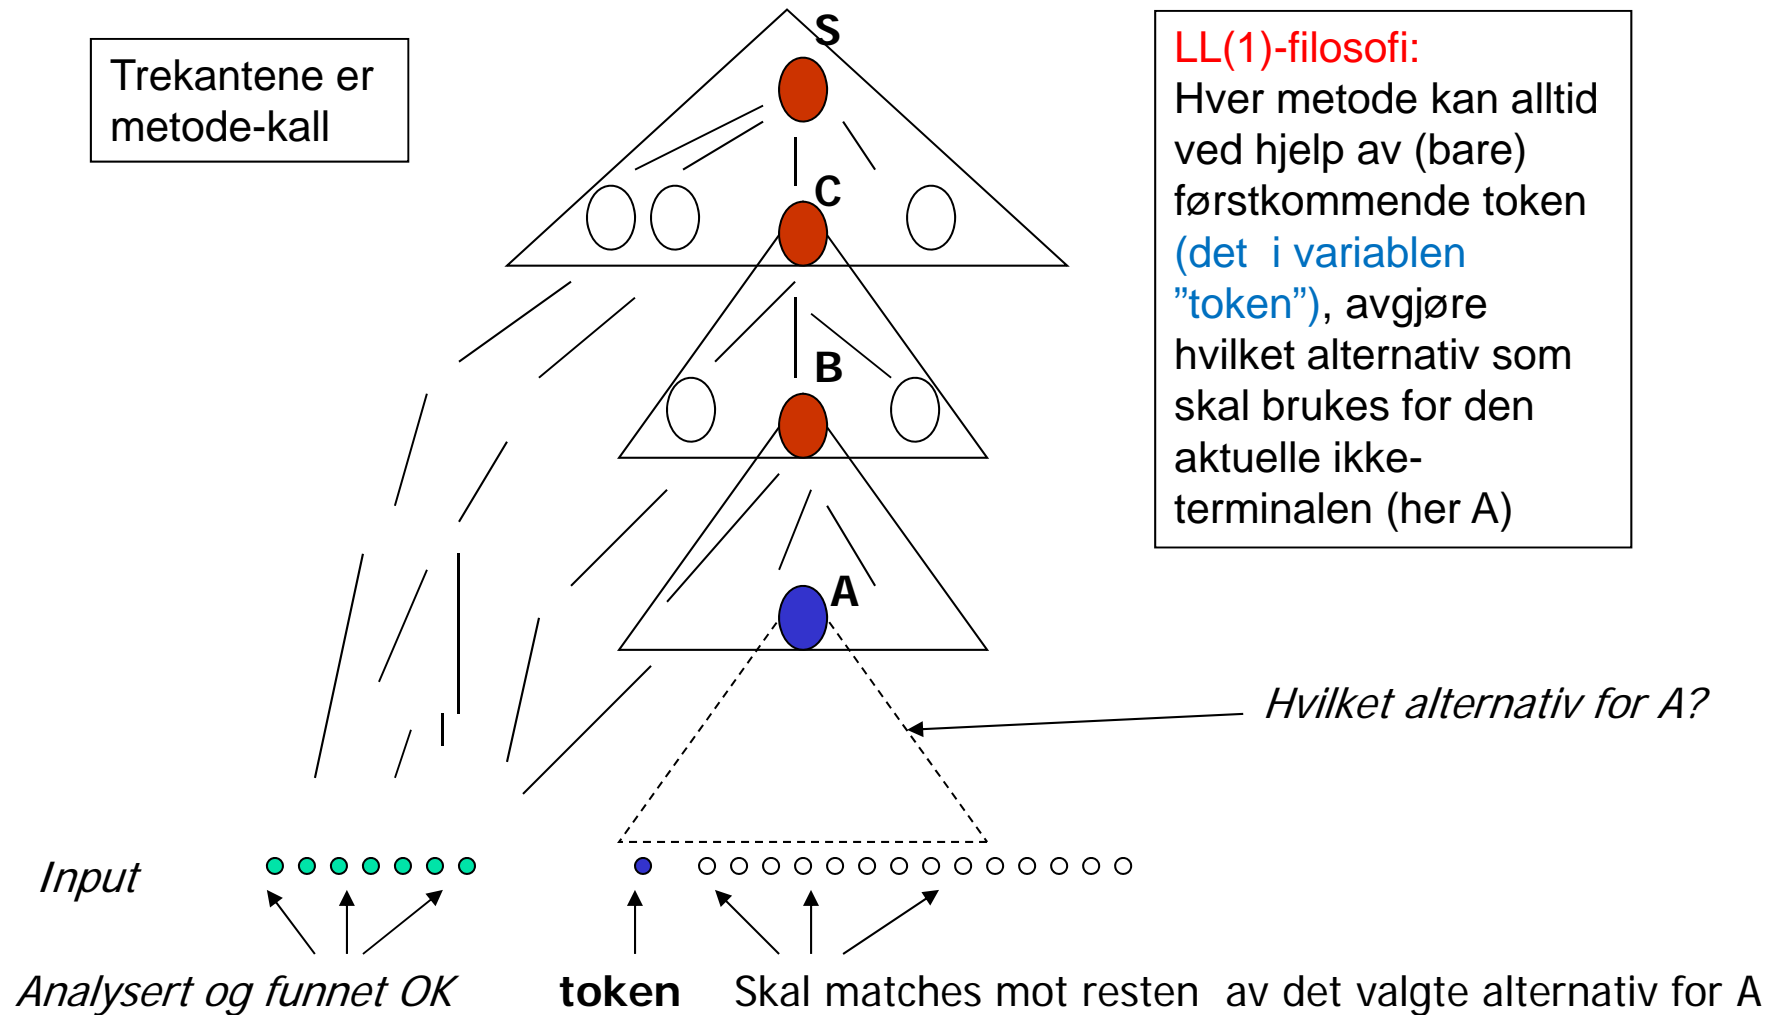 Trekantene er
metode-kall
S
C
B
A
LL(1)-filosofi:
Hver metode kan alltid
ved hjelp av (bare)
førstkommende token
(det i variablen
”token”), avgjøre
hvilket alternativ som
skal brukes for den
aktuelle ikke-
terminalen (her A)
Hvilket alternativ for A?
Input
Analysert og funnet OK
token
Skal matches mot resten av det valgte alternativ for A